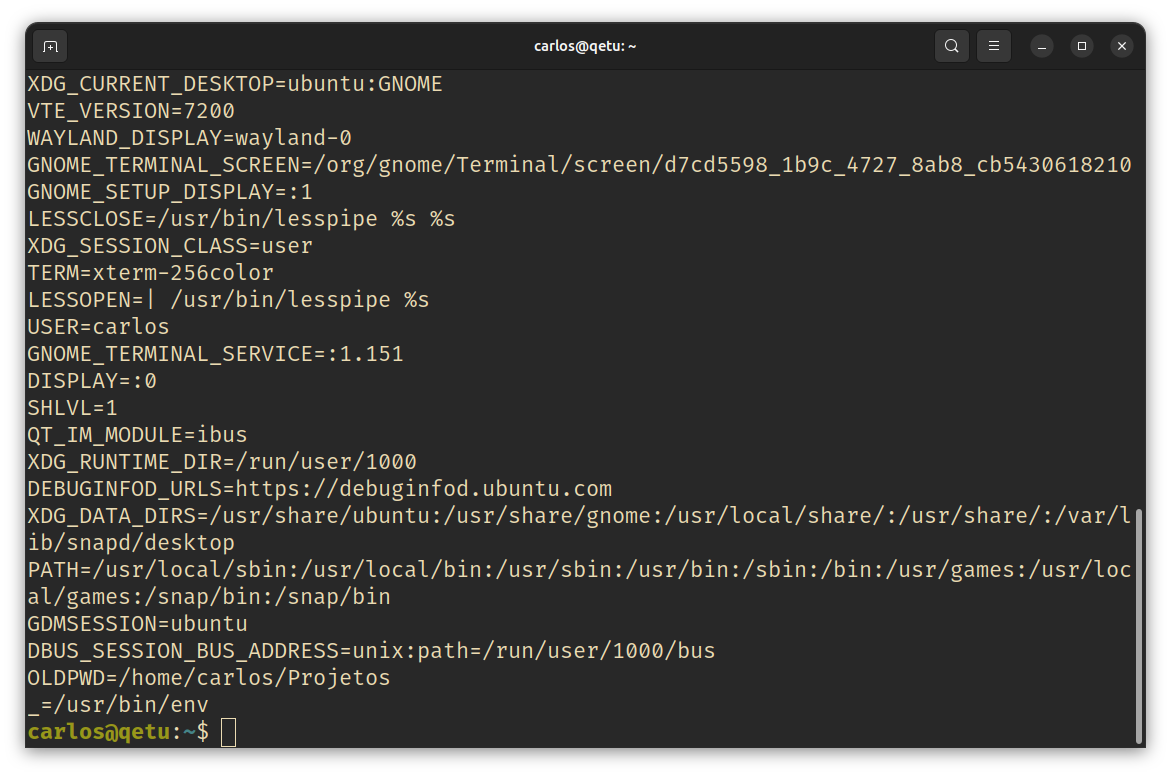 carlos@qetu: ~
XDG_CURRENT_DESKTOP=ubuntu:GNOME
VTE_VERSION=7200
WAYLAND_DISPLAY=wayland-0
GNOME_TERMINAL_SCREEN=/org/gnome/Terminal/screen/d7cd5598_1b9c_4727_8ab8_cb5430618210
GNOME_SETUP_DISPLAY=:1
LESSCLOSE=/usr/bin/lesspipe %s %s
XDG_SESSION_CLASS=user
TERM=xterm-256color
LESSOPEN=| /usr/bin/lesspipe %s
USER=carlos
GNOME_TERMINAL_SERVICE=:1.151
DISPLAY=:0
SHLVL=1
QT_IM_MODULE=ibus
XDG_RUNTIME_DIR=/run/user/1000
DEBUGINFOD_URLS=https://debuginfod.ubuntu.com
XDG_DATA_DIRS=/usr/share/ubuntu:/usr/share/gnome:/usr/local/share/:/usr/share/:/var/l
ib/snapd/desktop
PATH=/usr/local/sbin:/usr/local/bin:/usr/sbin:/usr/bin:/sbin:/bin:/usr/games:/usr/loc
al/games:/snap/bin:/snap/bin
GDMSESSION=ubuntu
DBUS_SESSION_BUS_ADDRESS=unix:path=/run/user/1000/bus
OLDPWD=/home/carlos/Projetos
_=/usr/bin/env
carlos@qetu:~$